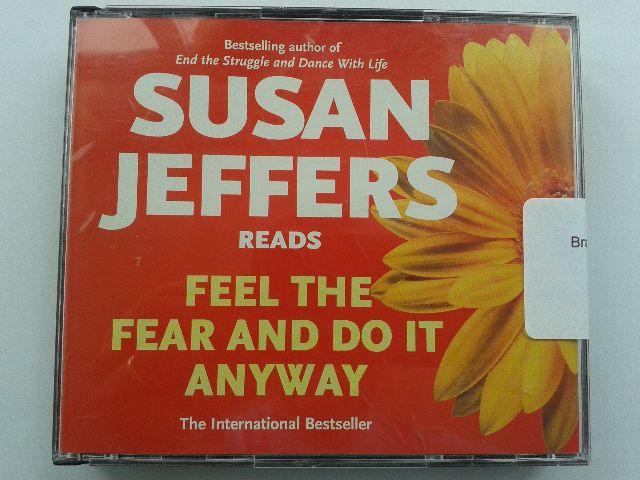 Bestselling author of
End the Struggle and Dance With Life
SUSAN
JEFFERS
READS
FEEL THE
FEAR AND DO IT
ANYWAY
The International Bestseller
Bra